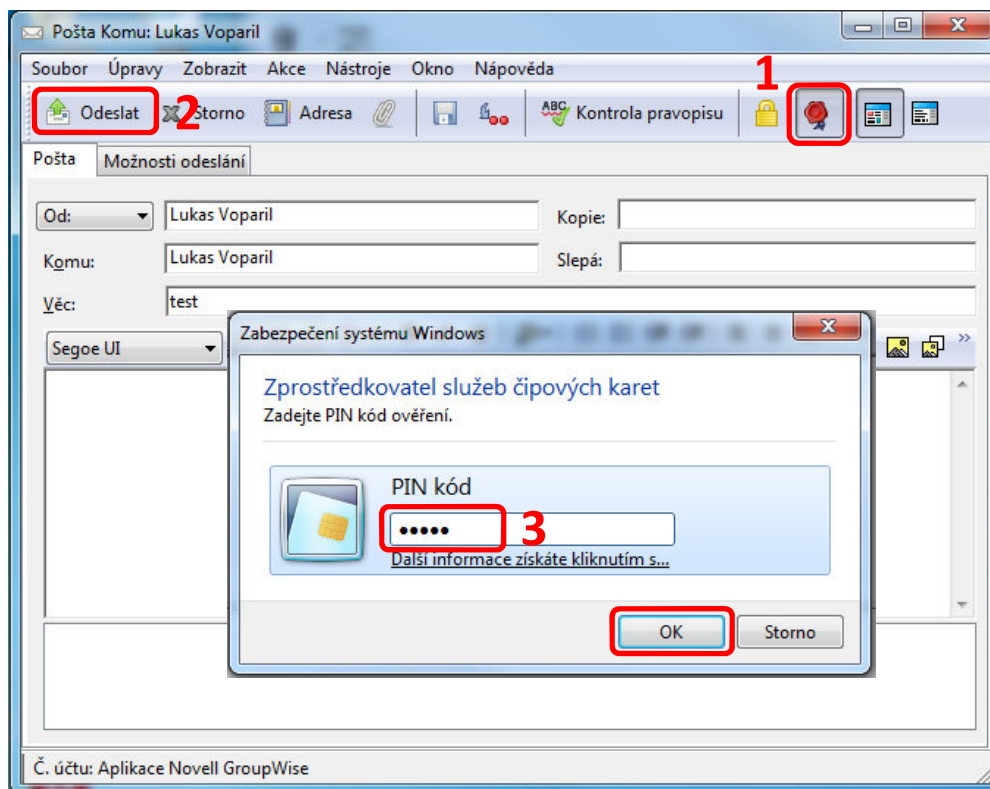 Pošta Komu: Lukas Voparil
Soubor Úpravy Zobrazit Akce Nástroje Okno Nápověda
1
Odeslat 2 Storno Adresa ABC Kontrola pravopisu
Pošta Možnosti odeslání
Od: Lukas Voparil Kopie:
Komu: Lukas Voparil Slepá:
Věc: test
Zabezpečení systému Windows
Segoe UI
Zprostředkovatel služeb čipových karet
Zadejte PIN kód ověření.
PIN kód
••••• 3
Další informace získáte kliknutím s...
OK Storno
Č. účtu: Aplikace Novell GroupWise